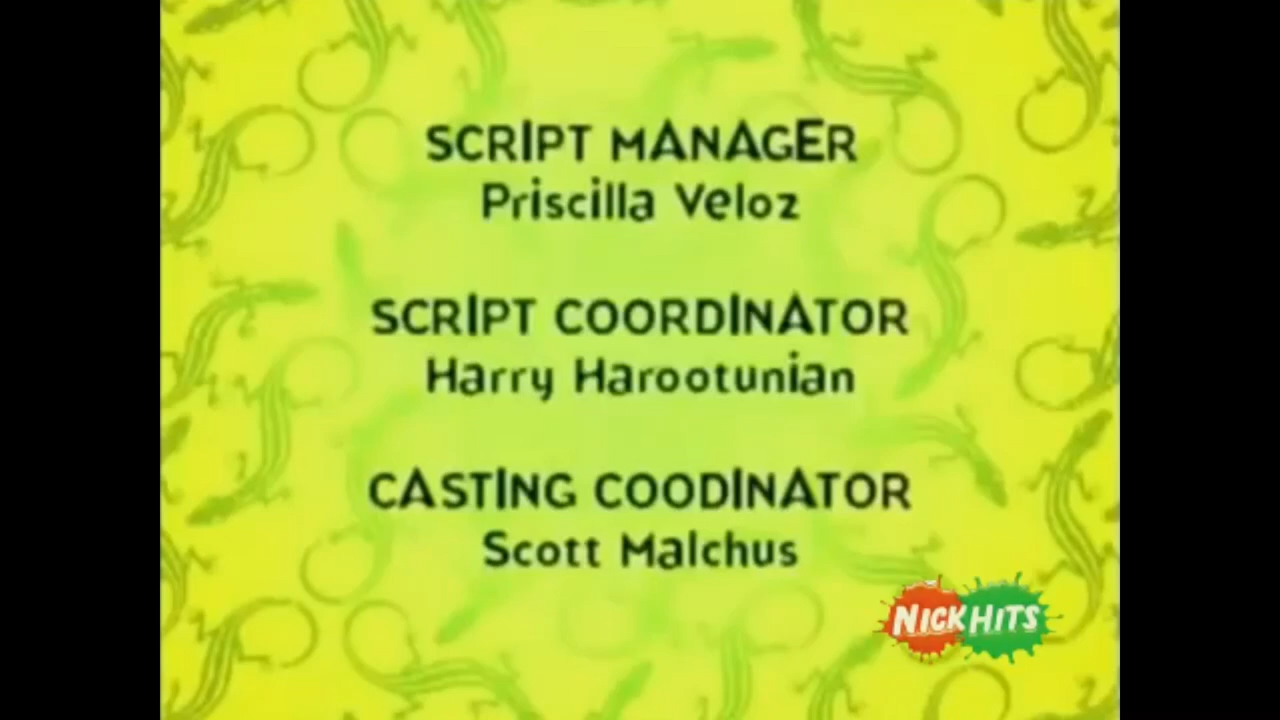 SCRIPT MANAGER
Priscilla Veloz
SCRIPT COORDINATOR
Harry Harootunian
CASTING COODINATOR
Scott Malchus
NICK HITS